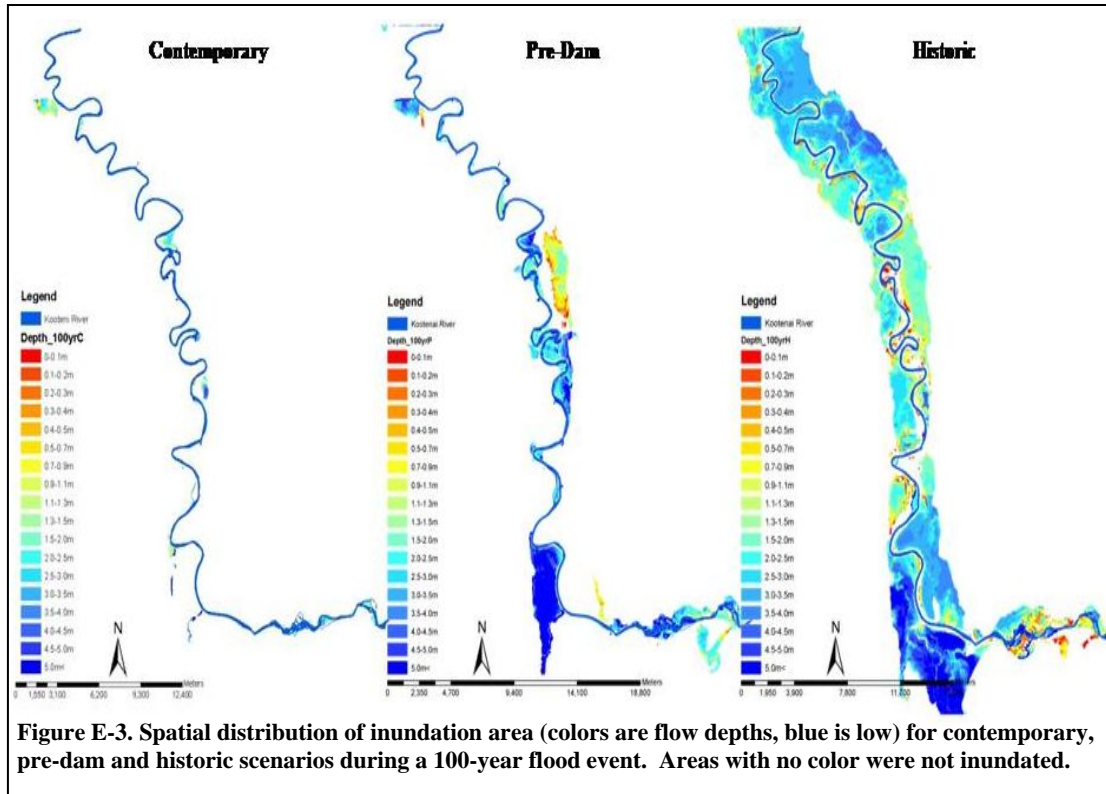 Contemporary
Pre-Dam
Historic
Legend
Kooteni River
Depth_100yrC
0-0.1m
0.1-0.2m
0.2-0.3m
0.3-0.4m
0.4-0.5m
0.5-0.7m
0.7-0.9m
0.9-1.1m
1.1-1.3m
1.3-1.5m
1.5-2.0m
2.0-2.5m
2.5-3.0m
3.0-3.5m
3.5-4.0m
4.0-4.5m
4.5-5.0m
5.0m<
N
Meters
0 1,550 3,100 6,200 9,300 12,400
Legend
Kootenai River
Depth_100yrP
0-0.1m
0.1-0.2m
0.2-0.3m
0.3-0.4m
0.4-0.5m
0.5-0.7m
0.7-0.9m
0.9-1.1m
1.1-1.3m
1.3-1.5m
1.5-2.0m
2.0-2.5m
2.5-3.0m
3.0-3.5m
3.5-4.0m
4.0-4.5m
4.5-5.0m
5.0m<
N
Meters
0 2,350 4,700 9,400 14,100 18,800
Legend
Kootenai River
Depth_100yrH
0-0.1m
0.1-0.2m
0.2-0.3m
0.3-0.4m
0.4-0.5m
0.5-0.7m
0.7-0.9m
0.9-1.1m
1.1-1.3m
1.3-1.5m
1.5-2.0m
2.0-2.5m
2.5-3.0m
3.0-3.5m
3.5-4.0m
4.0-4.5m
4.5-5.0m
5.0m<
N
Meters
0 1,950 3,900 7,800 11,700
Figure E-3. Spatial distribution of inundation area (colors are flow depths, blue is low) for contemporary,
pre-dam and historic scenarios during a 100-year flood event. Areas with no color were not inundated.